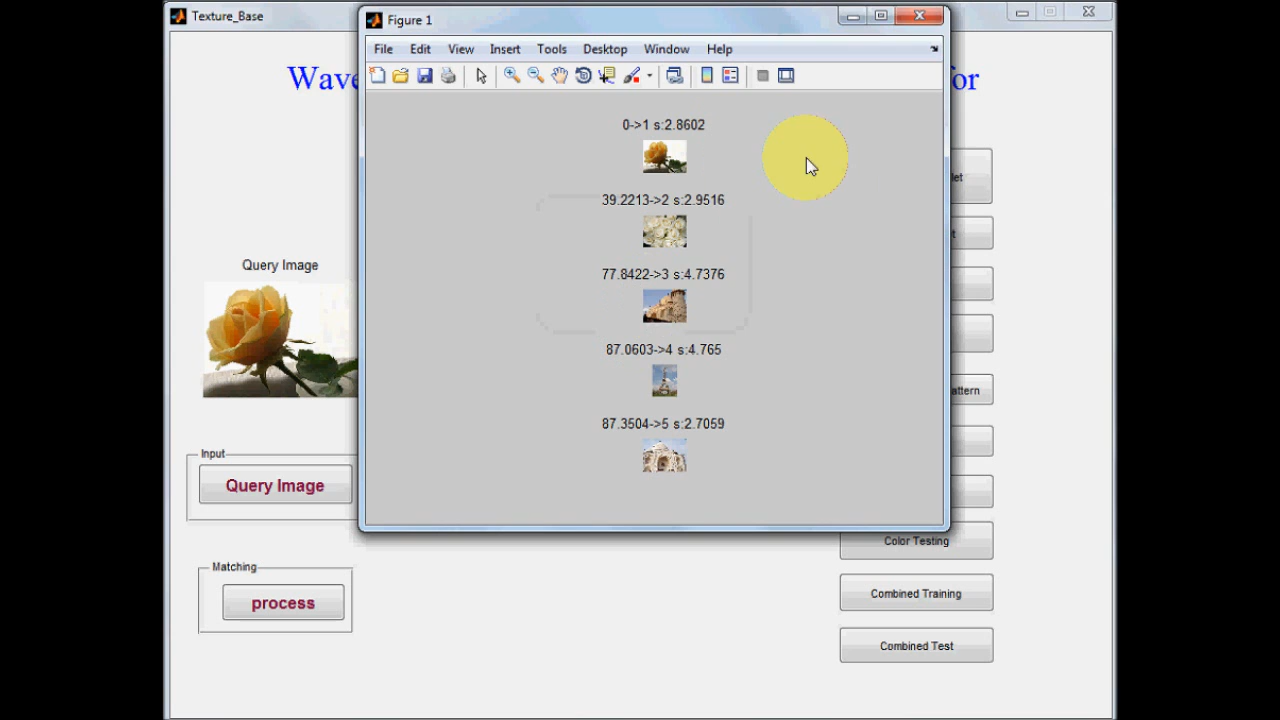 Texture_Base
Figure 1
File Edit View Insert Tools Desktop Window Help
for
0->1 s:2.8602
39.2213->2 s:2.9516
77.8422->3 s:4.7376
87.0603->4 s:4.765
87.3504->5 s:2.7059
Query Image
Input
Query Image
Matching
process
Color Testing
Combined Training
Combined Test